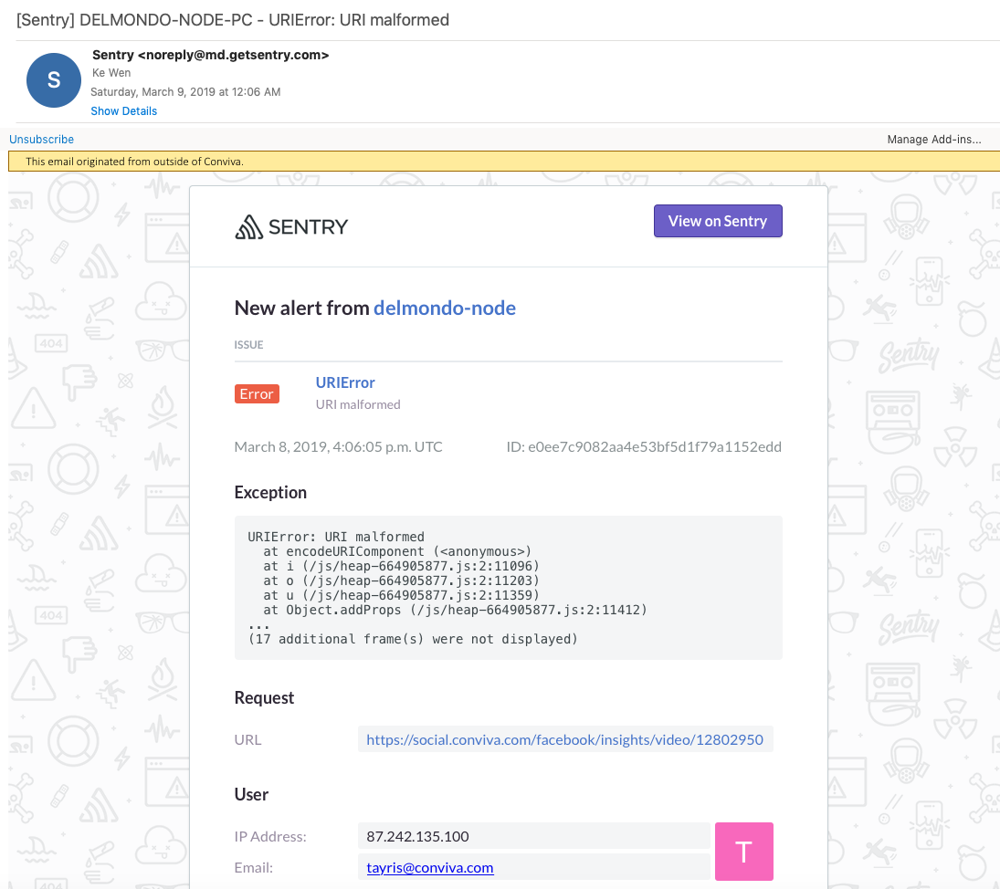 [Sentry] DELMONDO-NODE-PC - URIError: URI malformed
S
Sentry <noreply@md.getsentry.com>
Ke Wen
Saturday, March 9, 2019 at 12:06 AM
Show Details
Unsubscribe
Manage Add-ins...
This email originated from outside of Conviva.
SENTRY
View on Sentry
New alert from delmondo-node
ISSUE
Error
URIError
URI malformed
March 8, 2019, 4:06:05 p.m. UTC
ID: e0ee7c9082aa4e53bf5d1f79a1152edd
Exception
URIError: URI malformed
at encodeURIComponent (<anonymous>)
at i (/js/heap-664905877.js:2:11096)
at o (/js/heap-664905877.js:2:11203)
at u (/js/heap-664905877.js:2:11359)
at Object.addProps (/js/heap-664905877.js:2:11412)
...
(17 additional frame(s) were not displayed)
Request
URL
https://social.conviva.com/facebook/insights/video/12802950
User
IP Address:
87.242.135.100
T
Email:
tayris@conviva.com
404
Sentry
404
Sentry
404